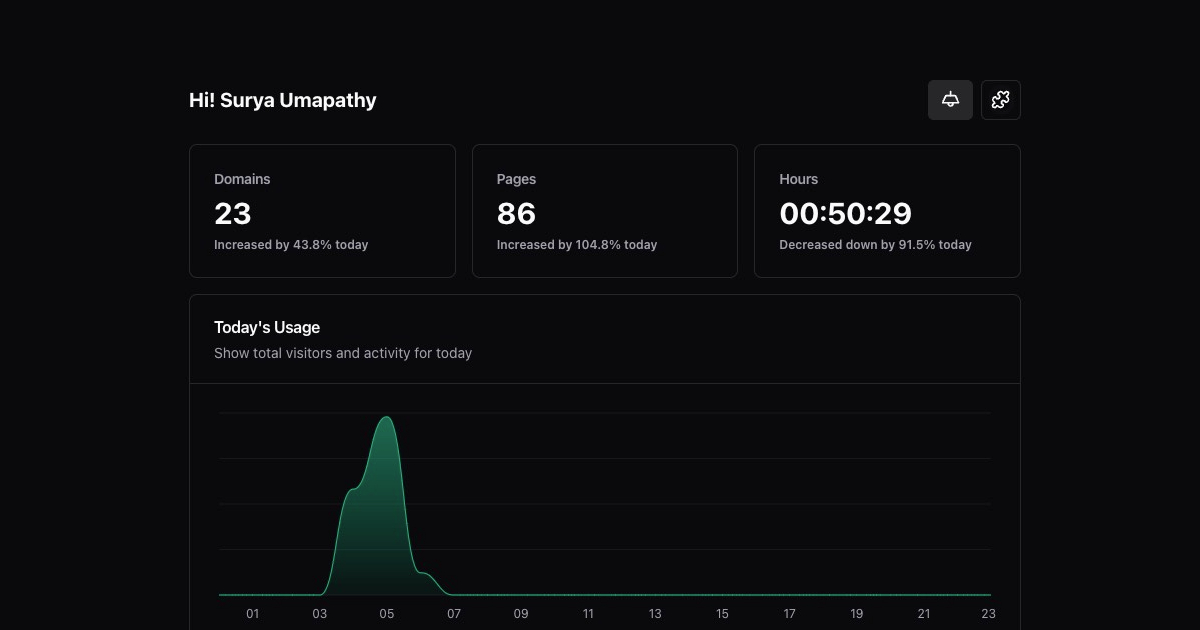 Hi! Surya Umapathy
Domains
23
Increased by 43.8% today
Pages
86
Increased by 104.8% today
Hours
00:50:29
Decreased down by 91.5% today
Today's Usage
Show total visitors and activity for today
01 03 05 07 09 11 13 15 17 19 21 23